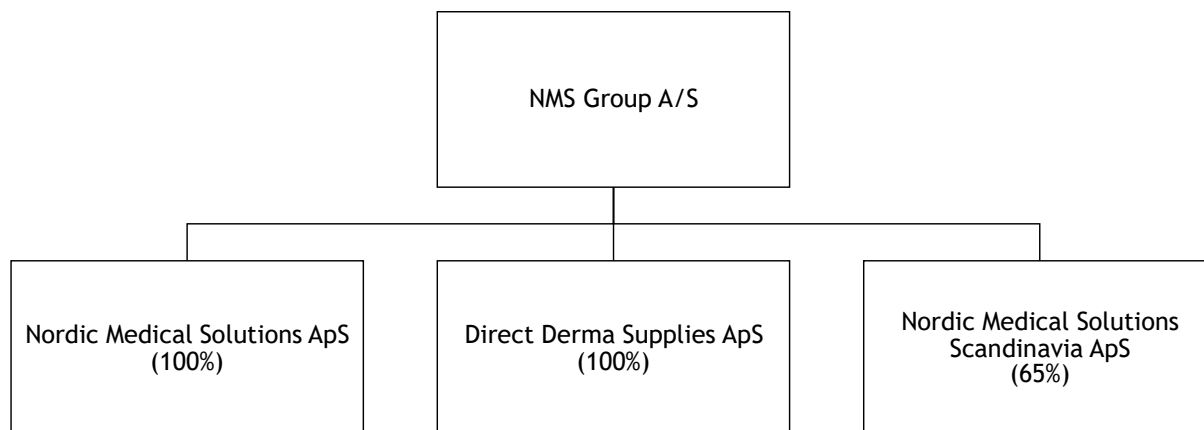 NMS Group A/S
Nordic Medical Solutions ApS
(100%)
Direct Derma Supplies ApS
(100%)
Nordic Medical Solutions
Scandinavia ApS
(65%)